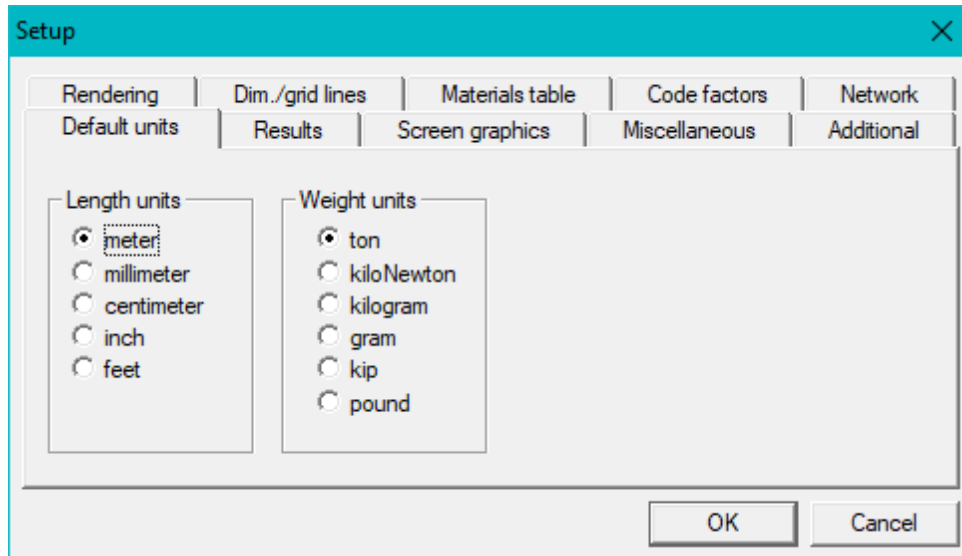 Setup
Rendering Dim./grid lines Materials table Code factors Network
Default units Results Screen graphics Miscellaneous Additional
Length units Weight units
meter ton
millimeter kiloNewton
centimeter kilogram
inch gram
feet kip
pound
OK Cancel